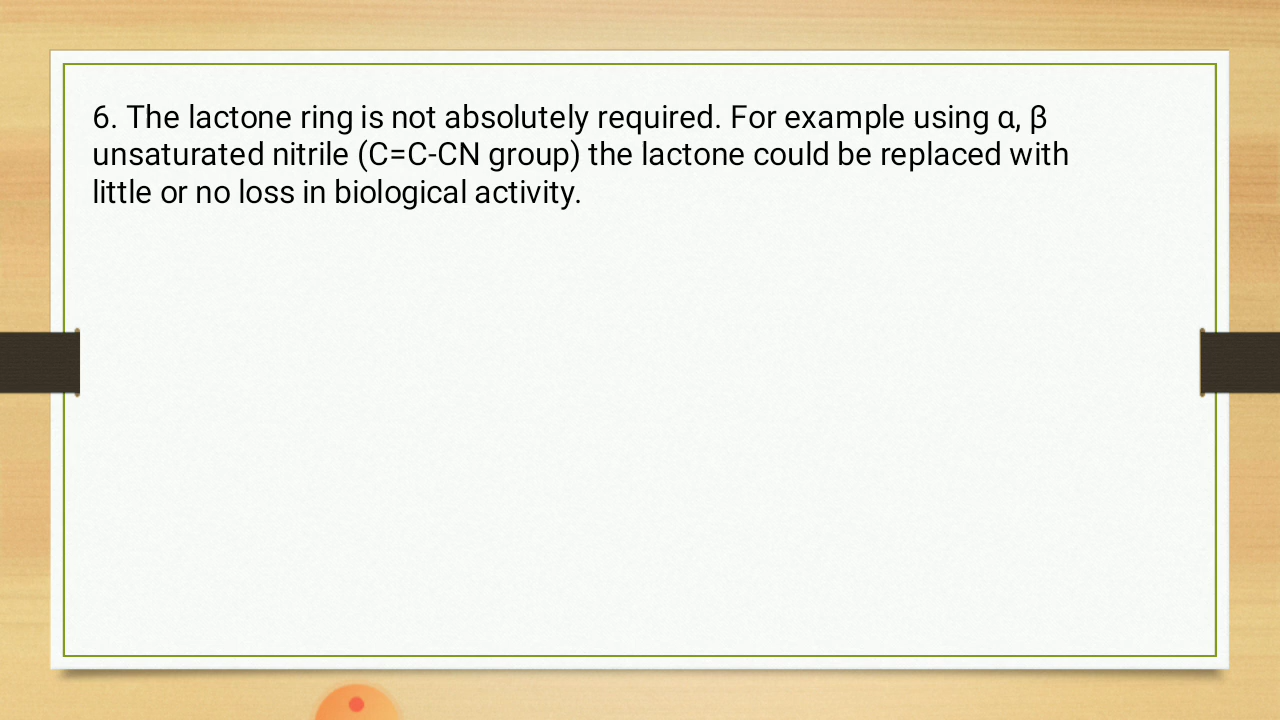 6. The lactone ring is not absolutely required. For example using α, β
unsaturated nitrile (C=C-CN group) the lactone could be replaced with
little or no loss in biological activity.